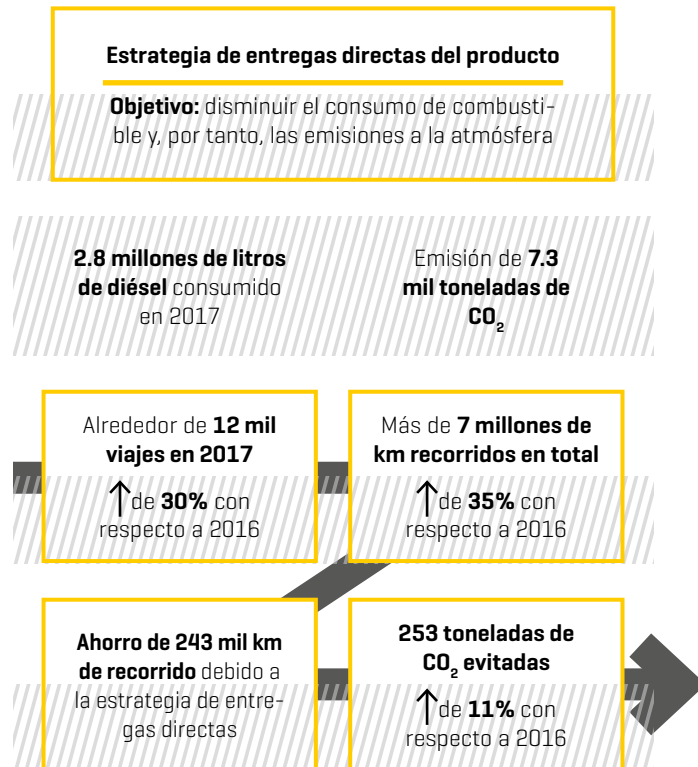 Estrategia de entregas directas del producto
Objetivo: disminuir el consumo de combusti-
ble y, por tanto, las emisiones a la atmósfera
2.8 millones de litros
de diésel consumido
en 2017
Emisión de 7.3
mil toneladas de
CO₂
Alrededor de 12 mil
viajes en 2017
↑de 30% con
respecto a 2016
Más de 7 millones de
km recorridos en total
↑de 35% con
respecto a 2016
Ahorro de 243 mil km
de recorrido debido a
la estrategia de entre-
gas directas
253 toneladas de
CO₂ evitadas
↑de 11% con
respecto a 2016